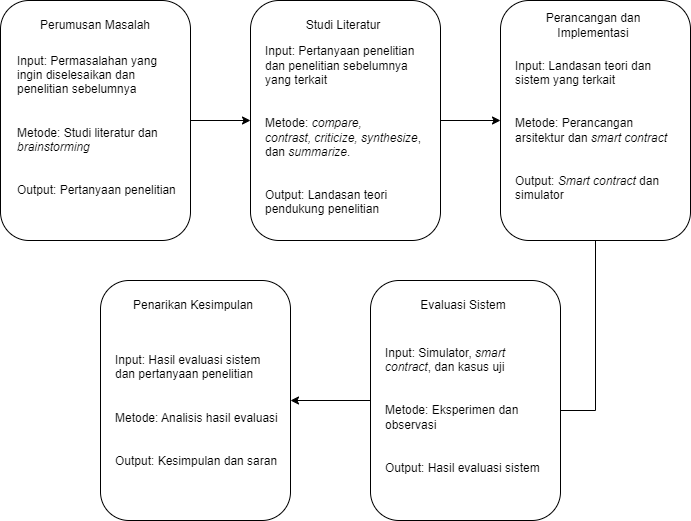 Perumusan Masalah
Input: Permasalahan yang
ingin diselesaikan dan
penelitian sebelumnya
Metode: Studi literatur dan
brainstorming
Output: Pertanyaan penelitian
Studi Literatur
Input: Pertanyaan penelitian
dan penelitian sebelumnya
yang terkait
Metode: compare,
contrast, criticize, synthesize,
dan summarize.
Output: Landasan teori
pendukung penelitian
Perancangan dan
Implementasi
Input: Landasan teori dan
sistem yang terkait
Metode: Perancangan
arsitektur dan smart contract
Output: Smart contract dan
simulator
Evaluasi Sistem
Input: Simulator, smart
contract, dan kasus uji
Metode: Eksperimen dan
observasi
Output: Hasil evaluasi sistem
Penarikan Kesimpulan
Input: Hasil evaluasi sistem
dan pertanyaan penelitian
Metode: Analisis hasil evaluasi
Output: Kesimpulan dan saran